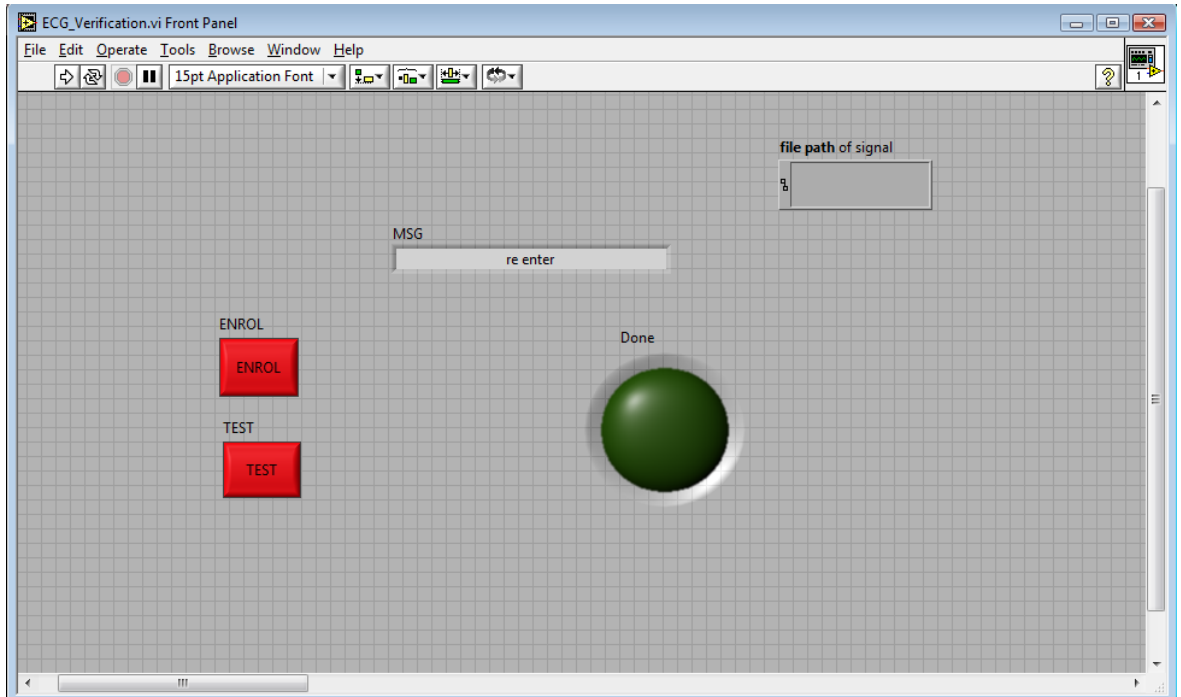 ECG_Verification.vi Front Panel
File Edit Operate Tools Browse Window Help
15pt Application Font
?
1
file path of signal
MSG
re enter
ENROL
ENROL
Done
TEST
TEST